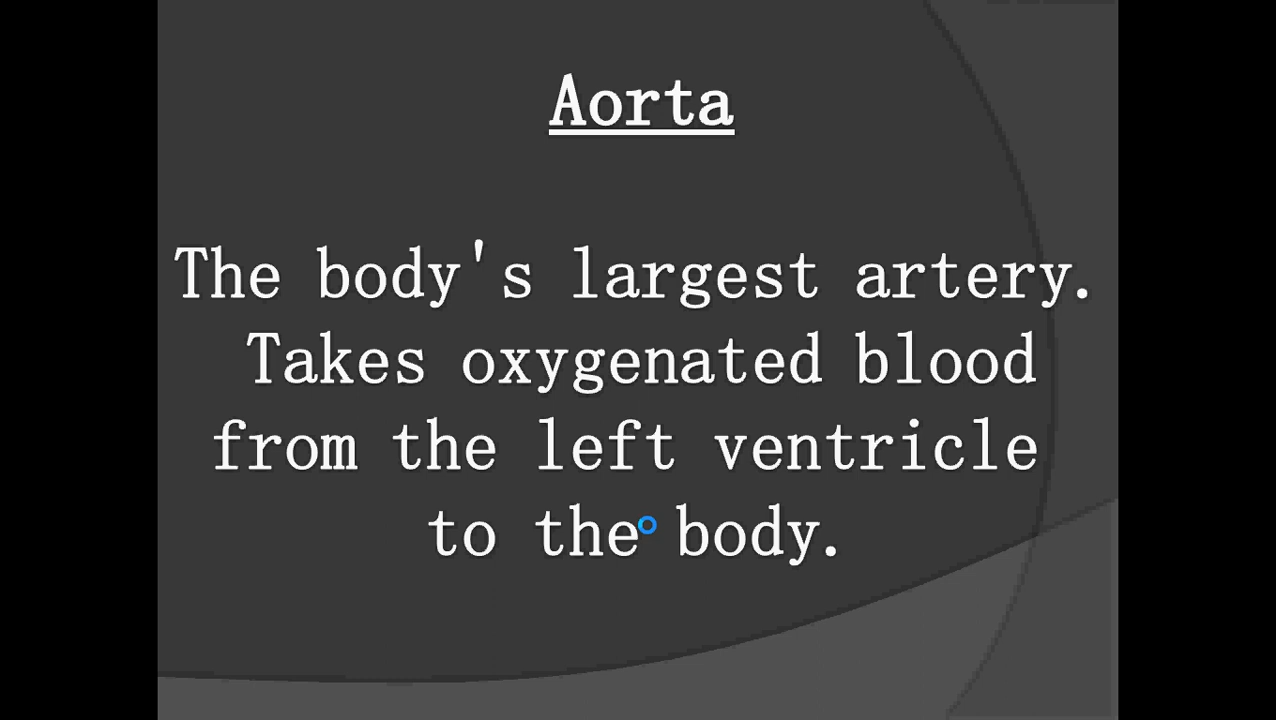 Aorta
The body's largest artery.
Takes oxygenated blood
from the left ventricle
to the body.